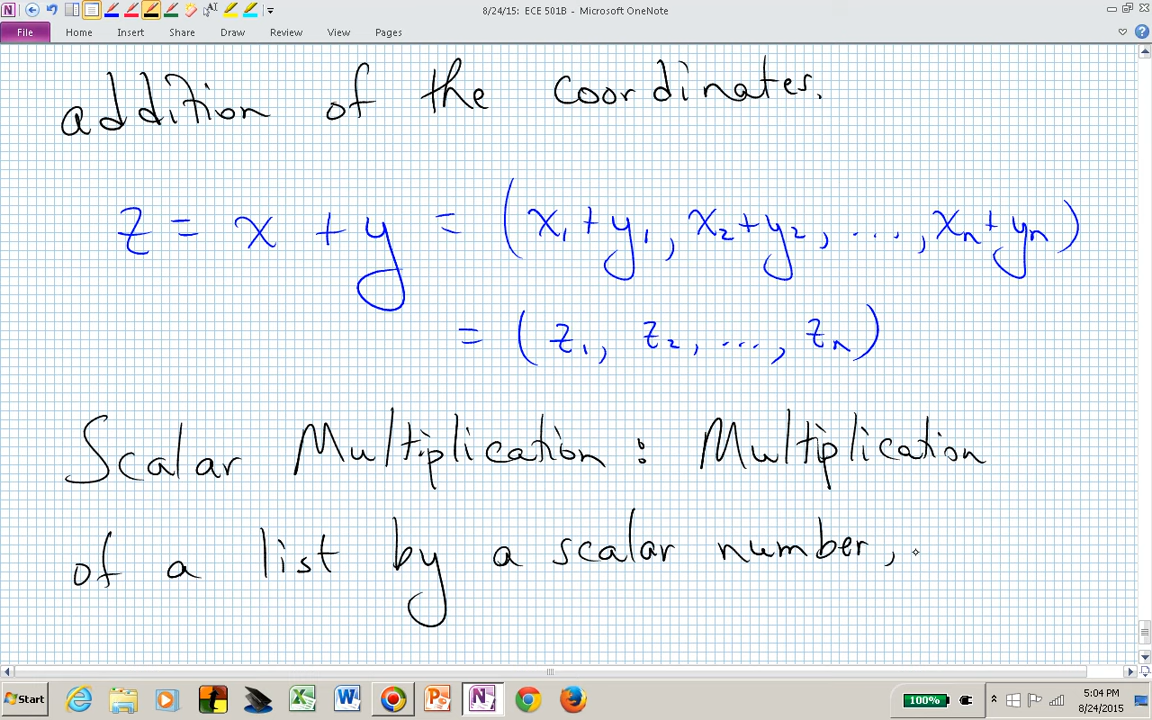 8/24/15: ECE 501B - Microsoft OneNote
File Home Insert Share Draw Review View Pages
addition of the coordinates.
z = x + y = (x₁+y₁, x₂+y₂, ..., xₙ+yₙ)
= (z₁, z₂, ..., zₙ)
Scalar Multiplication: Multiplication
of a list by a scalar number,
Start 100% 5:04 PM
8/24/2015